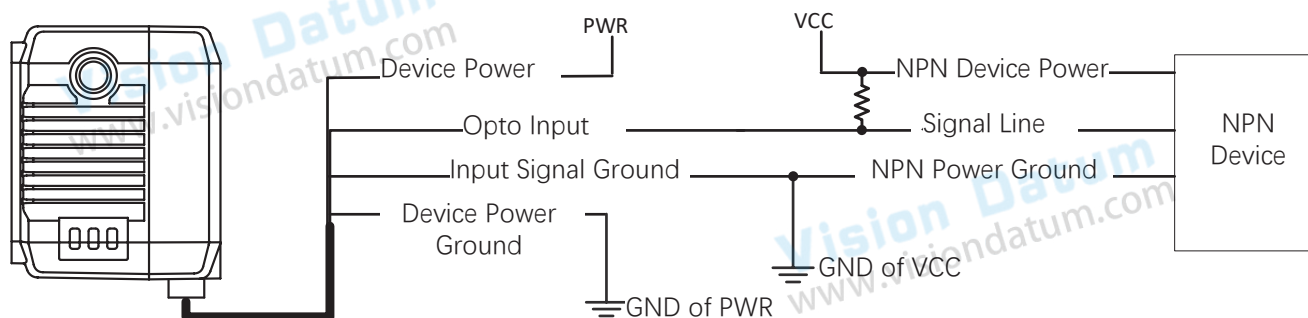 Vision Datum
www.visiondatum.com
PWR
VCC
Device Power
NPN Device Power
Opto Input
Signal Line
NPN
Device
Input Signal Ground
NPN Power Ground
Device Power
Ground
Vision Datum
www.visiondatum.com
GND of VCC
GND of PWR